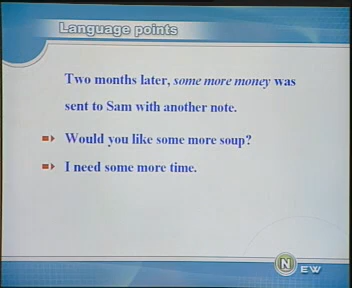 Language points
Two months later, some more money was
sent to Sam with another note.
Would you like some more soup?
I need some more time.
NEW